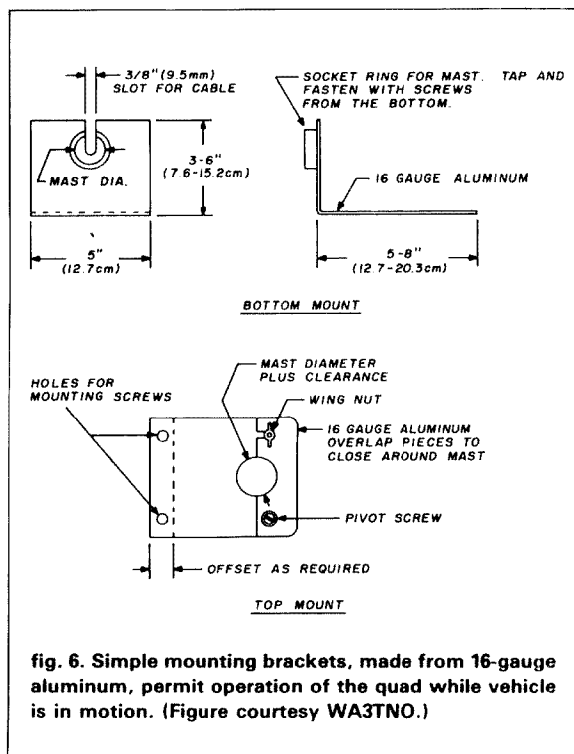 3/8" (9.5mm)
SLOT FOR CABLE
MAST DIA.
3-6"
(7.6-15.2cm)
5"
(12.7cm)
SOCKET RING FOR MAST. TAP AND
FASTEN WITH SCREWS
FROM THE BOTTOM.
16 GAUGE ALUMINUM
5-8"
(12.7-20.3cm)
BOTTOM MOUNT
HOLES FOR
MOUNTING SCREWS
MAST DIAMETER
PLUS CLEARANCE
WING NUT
16 GAUGE ALUMINUM
OVERLAP PIECES TO
CLOSE AROUND MAST
PIVOT SCREW
OFFSET AS REQUIRED
TOP MOUNT
fig. 6. Simple mounting brackets, made from 16-gauge
aluminum, permit operation of the quad while vehicle
is in motion. (Figure courtesy WA3TNO.)